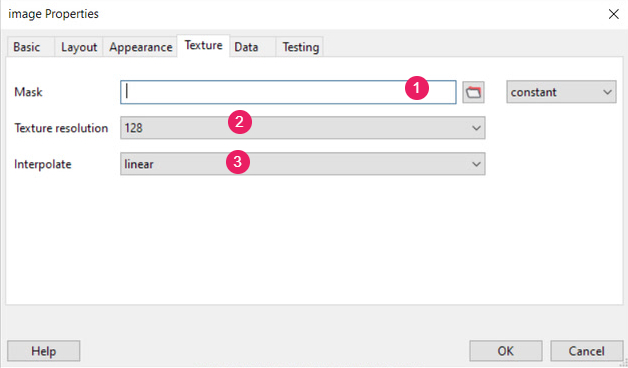 image Properties
Basic Layout Appearance Texture Data Testing
Mask 1 constant
Texture resolution 128 2
Interpolate linear 3
Help OK Cancel